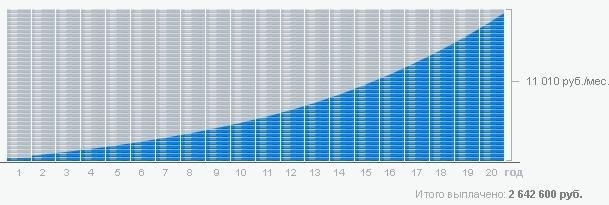 11 010 руб./мес.
1 2 3 4 5 6 7 8 9 10 11 12 13 14 15 16 17 18 19 20 год
Итого выплачено: 2 642 600 руб.